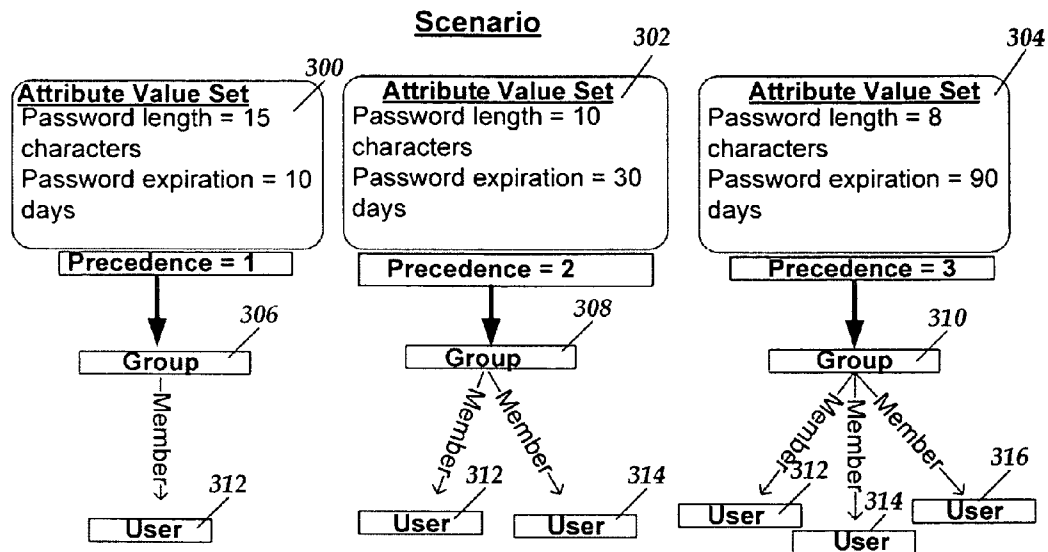 Scenario
300
302
304
Attribute Value Set
Password length = 15
characters
Password expiration = 10
days
Attribute Value Set
Password length = 10
characters
Password expiration = 30
days
Attribute Value Set
Password length = 8
characters
Password expiration = 90
days
Precedence = 1
Precedence = 2
Precedence = 3
306
308
310
Group
Group
Group
Member
Member
Member
Member
Member
Member
312
312
314
312
314
316
User
User
User
User
User
User